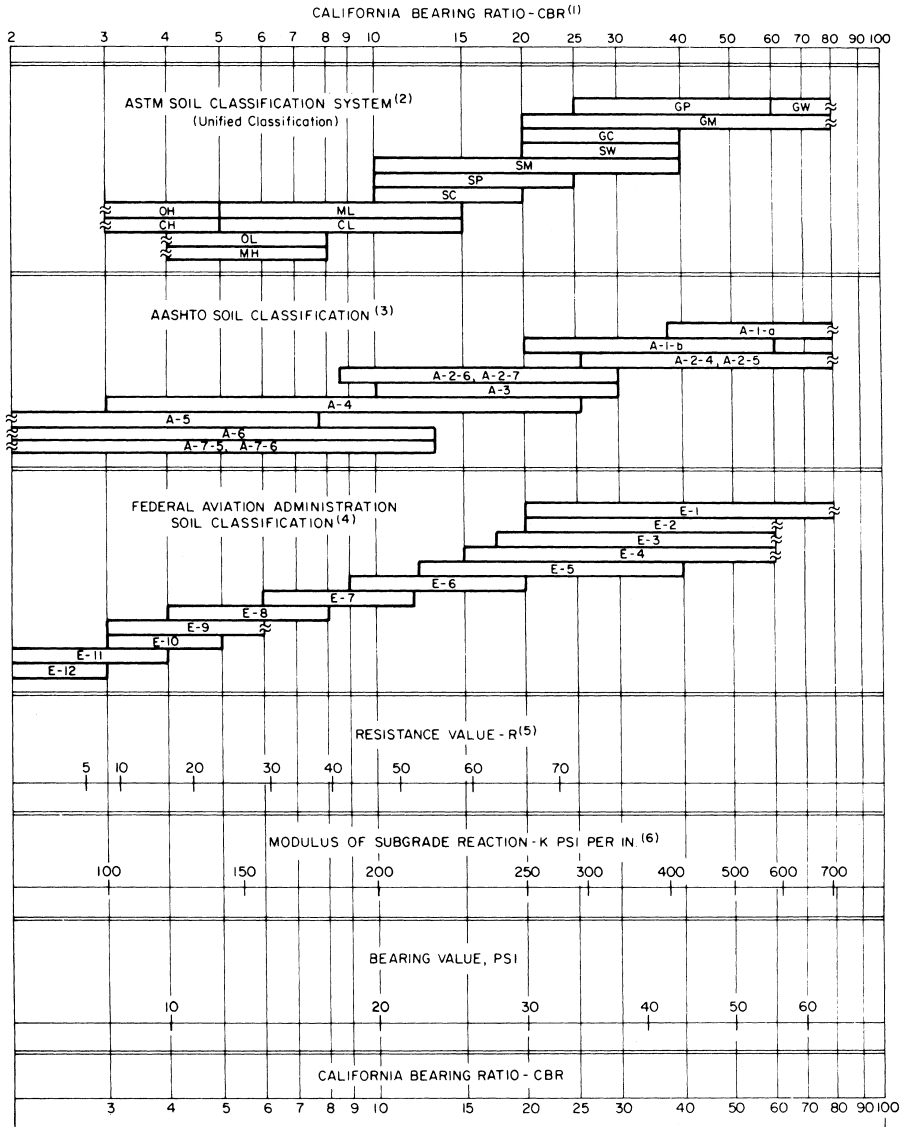 CALIFORNIA BEARING RATIO-CBR(1)
2 3 4 5 6 7 8 9 10 15 20 25 30 40 50 60 70 80 90 100
ASTM SOIL CLASSIFICATION SYSTEM(2)
(Unified Classification)
GP GW
GM
GC
SW
SM
SP
SC
OH ML
CH CL
OL
MH
AASHTO SOIL CLASSIFICATION(3)
A-1-a
A-1-b
A-2-4, A-2-5
A-2-6, A-2-7
A-3
A-4
A-5
A-6
A-7-5, A-7-6
FEDERAL AVIATION ADMINISTRATION
SOIL CLASSIFICATION(4)
E-1
E-2
E-3
E-4
E-5
E-6
E-7
E-8
E-9
E-10
E-11
E-12
RESISTANCE VALUE-R(5)
5 10 20 30 40 50 60 70
MODULUS OF SUBGRADE REACTION-K PSI PER IN.(6)
100 150 200 250 300 400 500 600 700
BEARING VALUE, PSI
10 20 30 40 50 60
CALIFORNIA BEARING RATIO-CBR
3 4 5 6 7 8 9 10 15 20 25 30 40 50 60 70 80 90 100